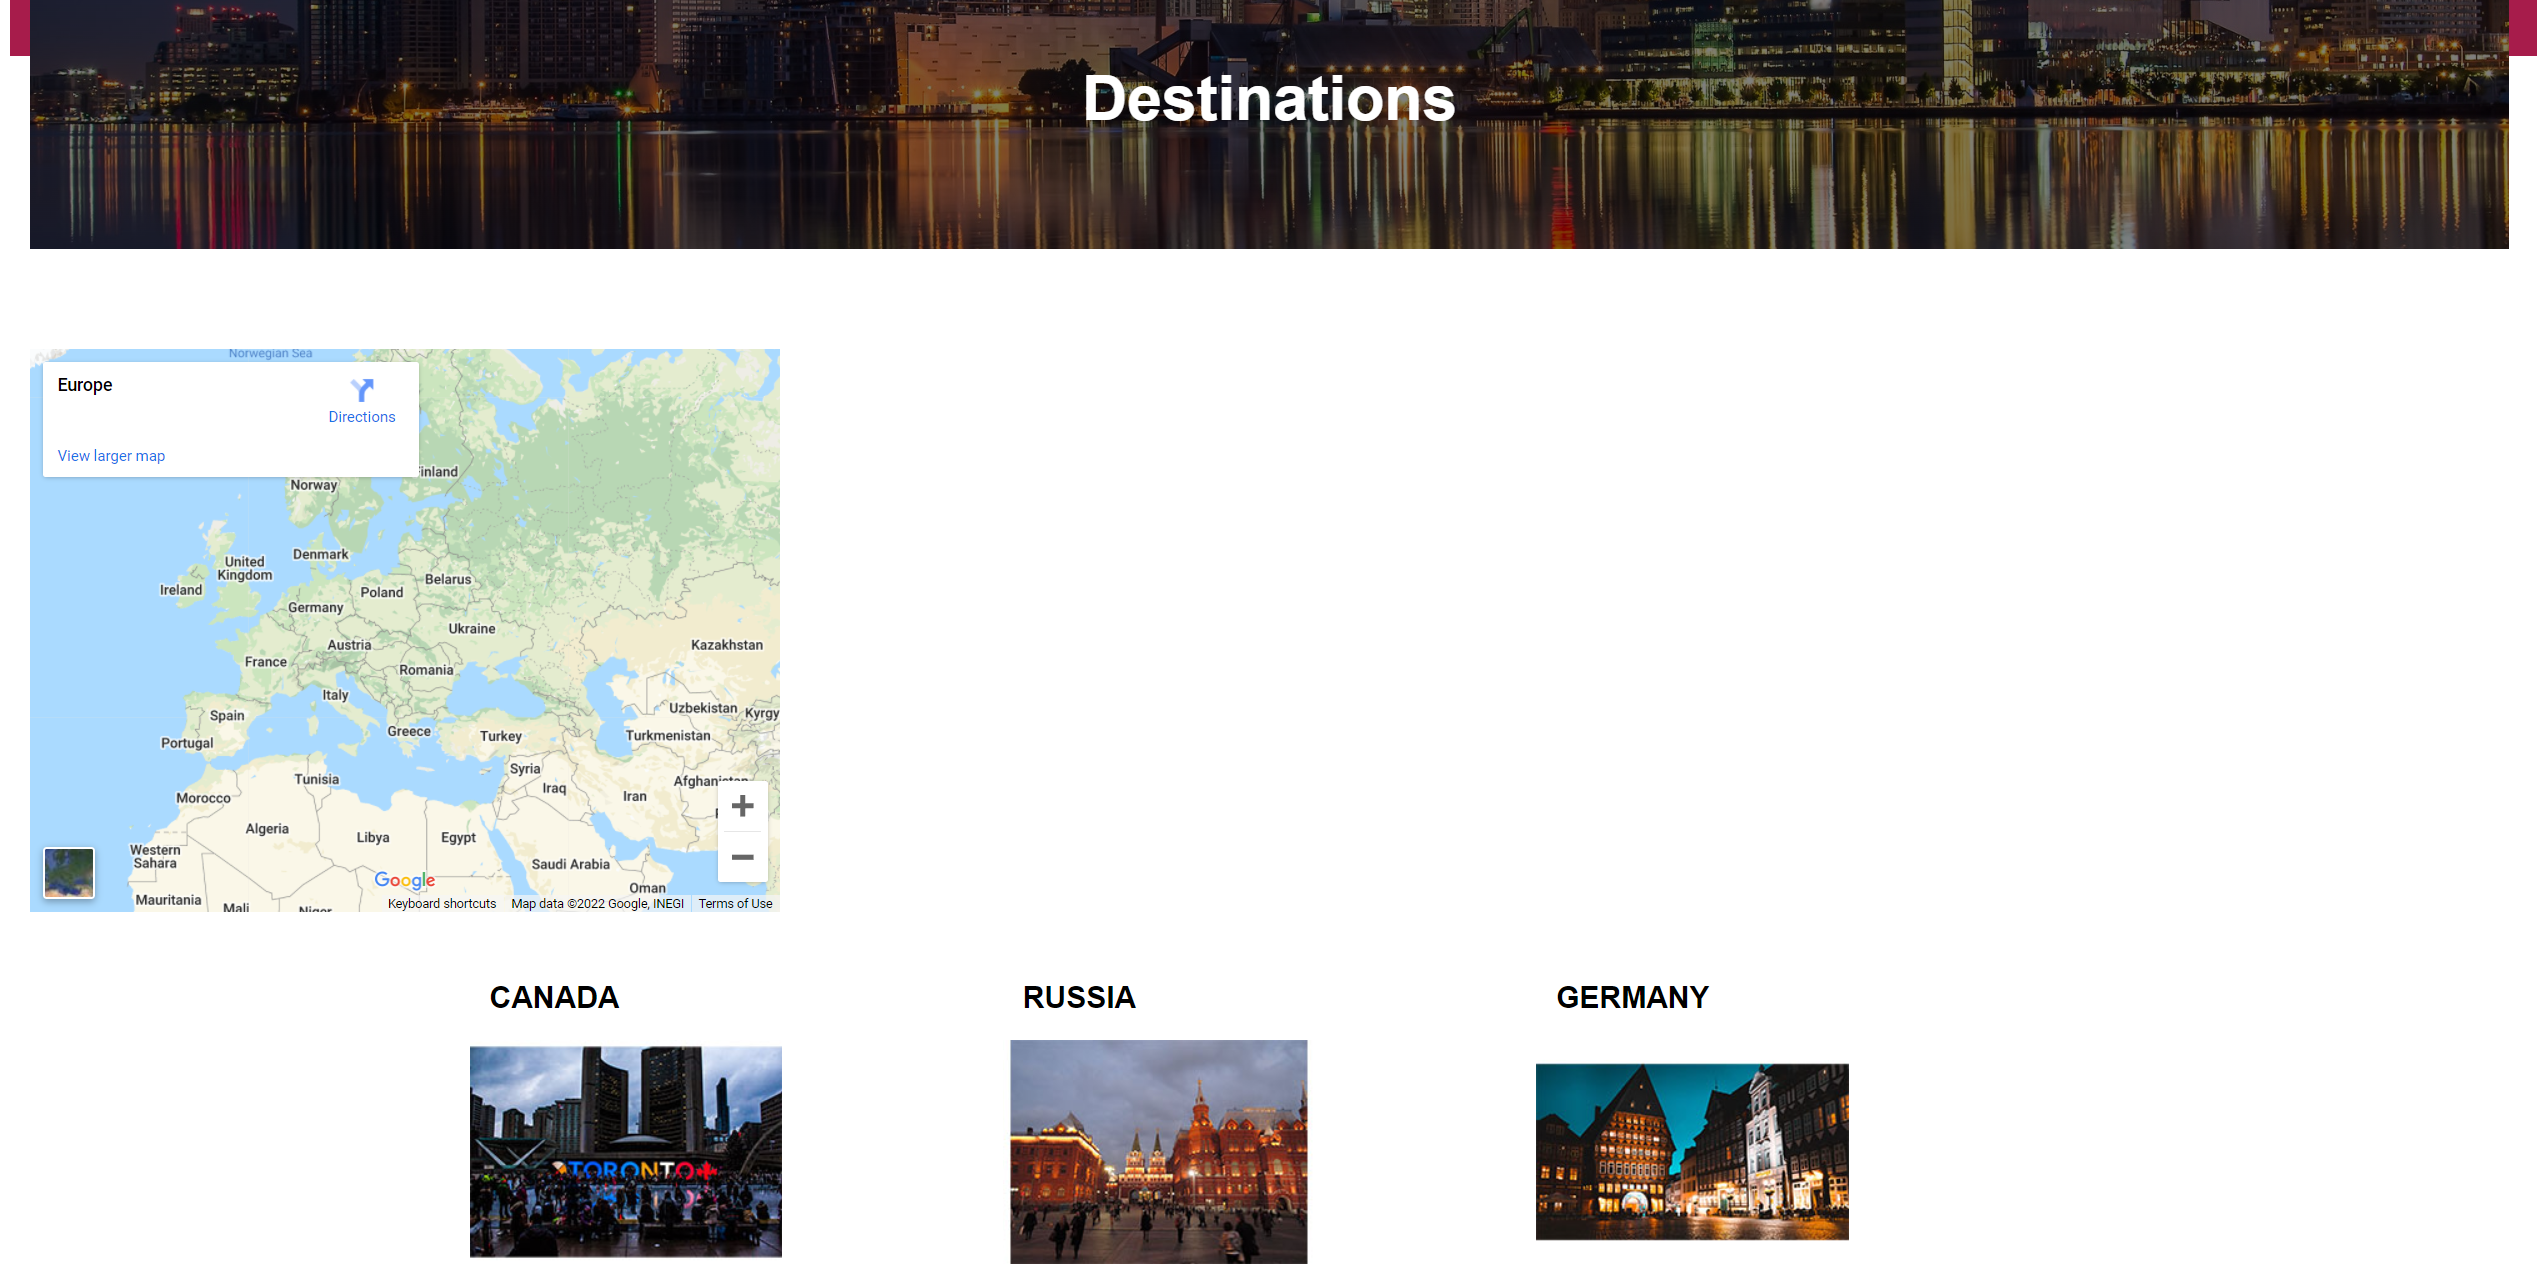 Destinations
Norwegian Sea
Europe
Directions
View larger map
inland
Norway
Denmark
United
Kingdom
Ireland
Belarus
Poland
Germany
Ukraine
Austria
Kazakhstan
France
Romania
Italy
Uzbekistan
Kyrgy
Spain
Greece
Turkey
Turkmenistan
Portugal
Syria
Tunisia
Afghanistan
Iraq
Iran
Morocco
Algeria
Libya
Egypt
Western
Sahara
Saudi Arabia
Oman
Google
Mauritania
Mali
Niger
Keyboard shortcuts
Map data ©2022 Google, INEGI
Terms of Use
CANADA
RUSSIA
GERMANY
TORONTO